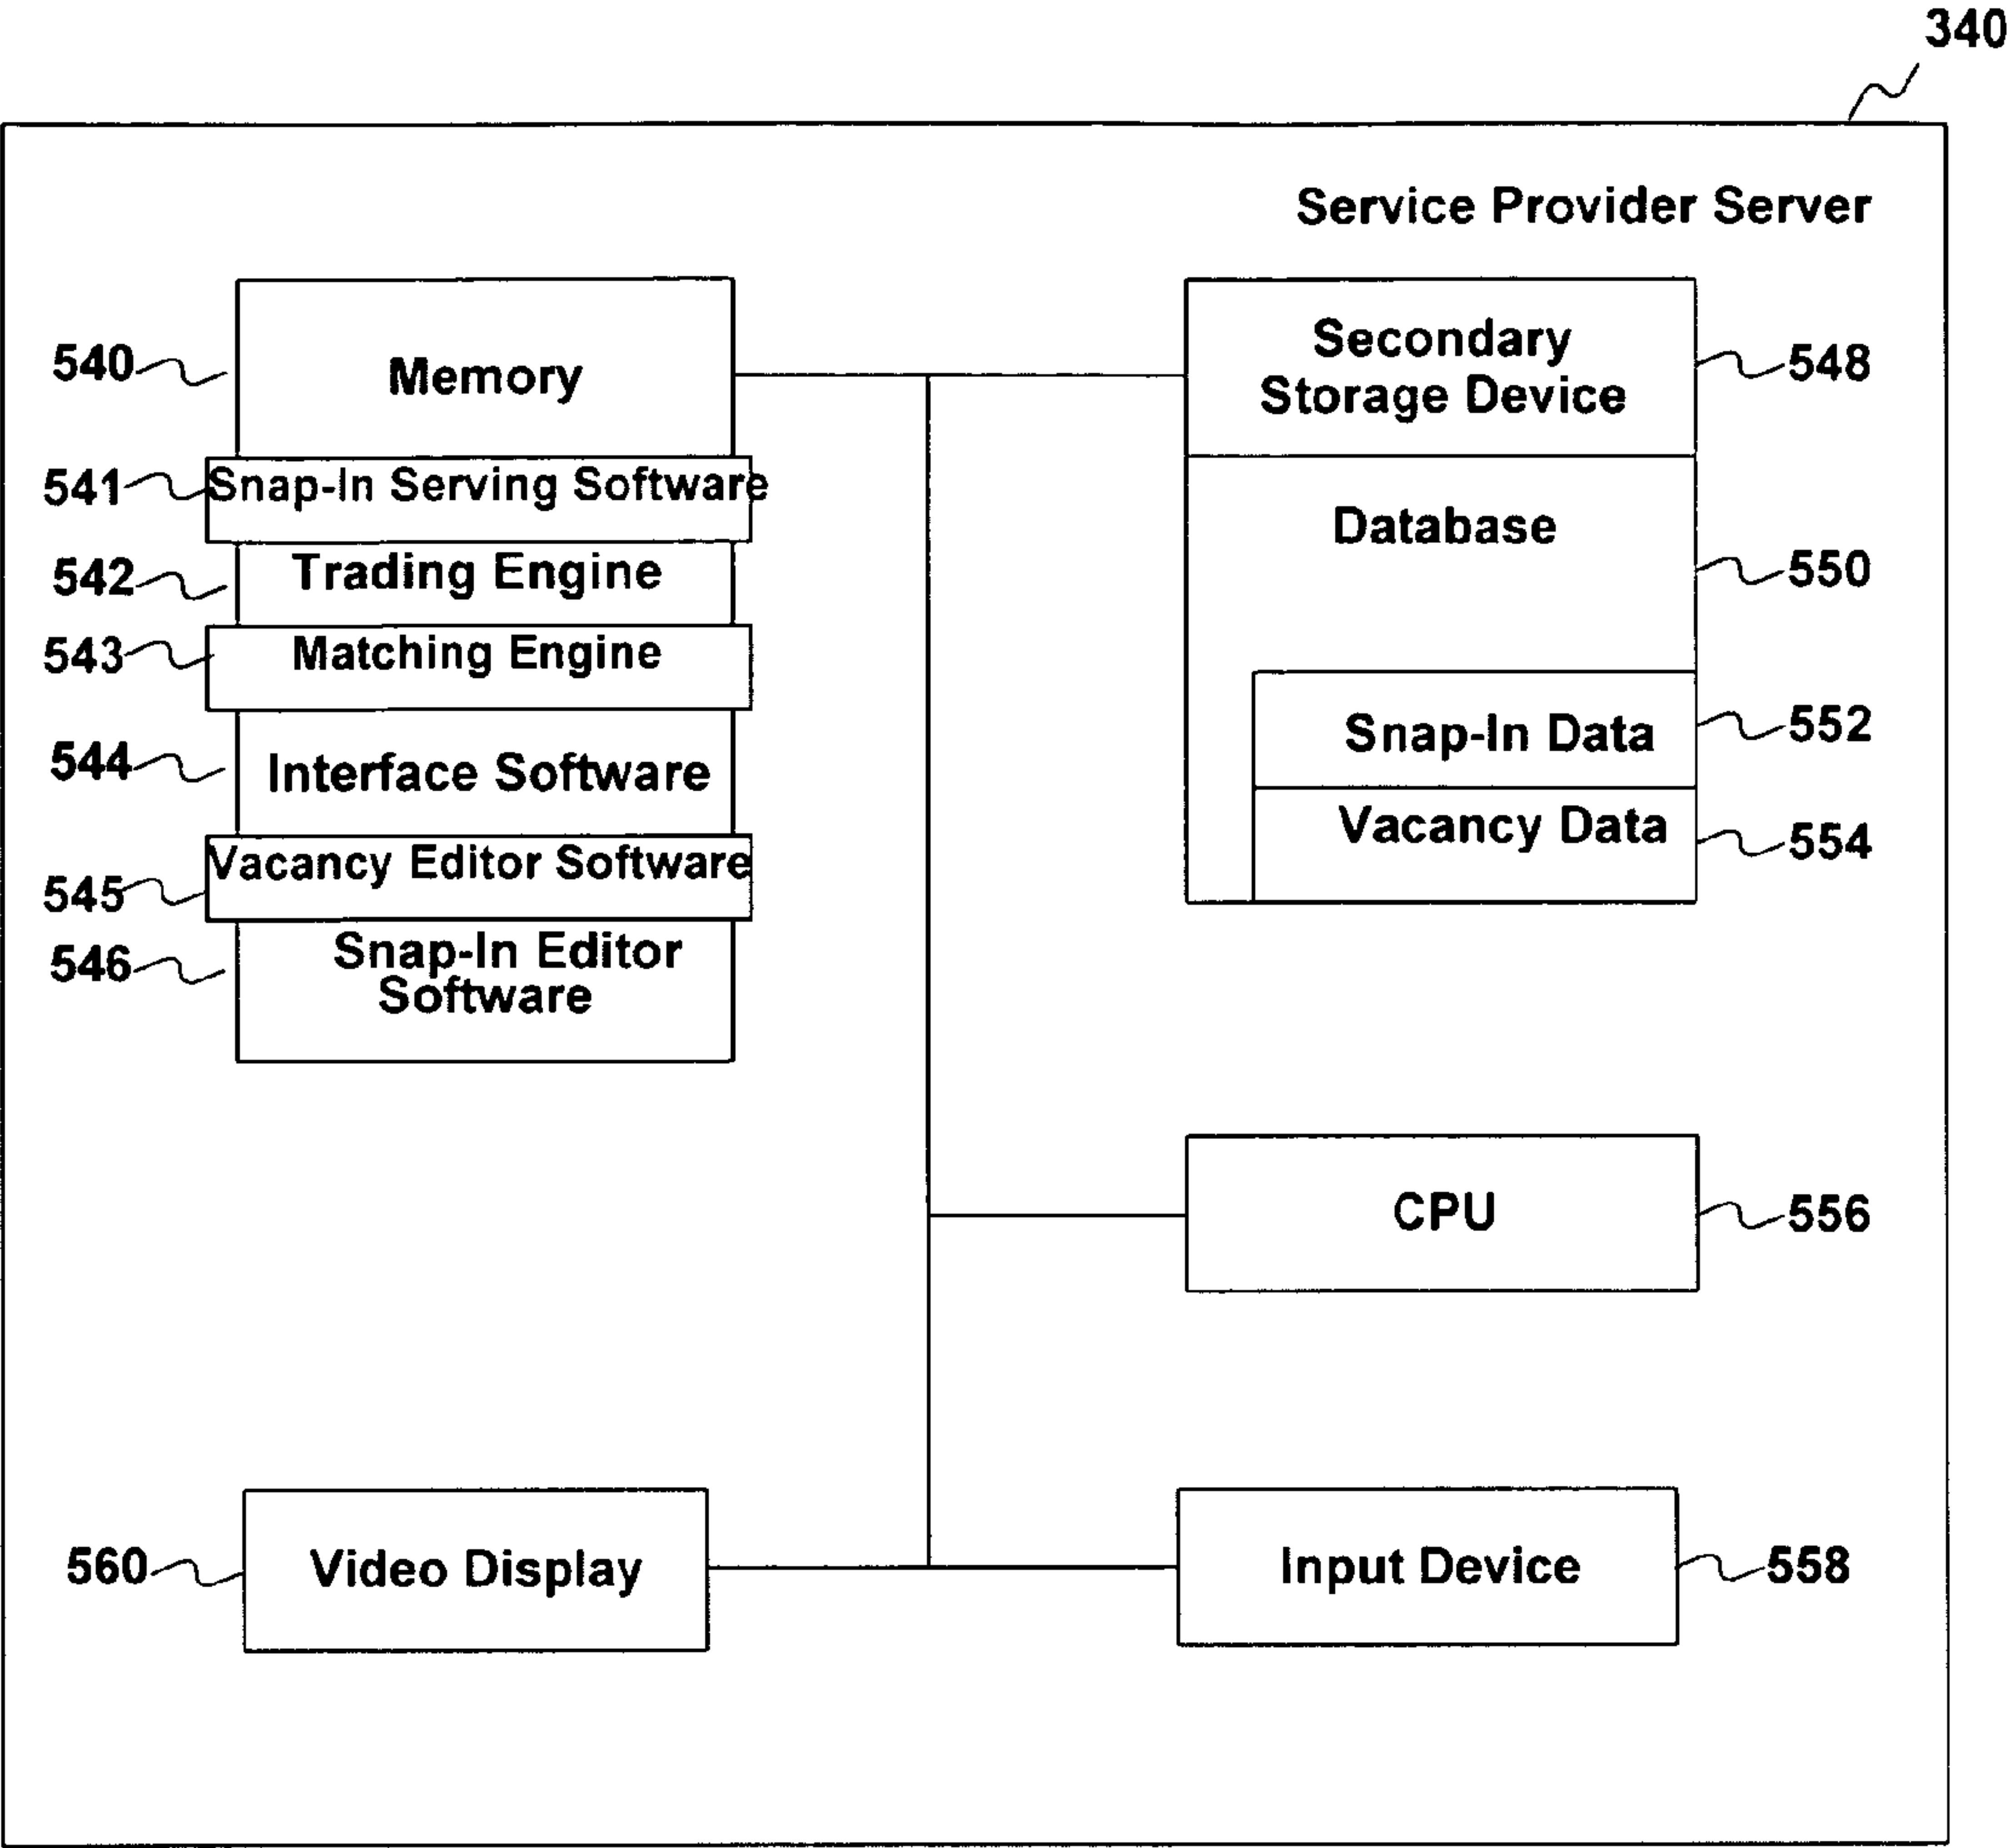 340
Service Provider Server
540
Memory
541
Snap-In Serving Software
542
Trading Engine
543
Matching Engine
544
Interface Software
545
Vacancy Editor Software
546
Snap-In Editor
Software
Secondary
Storage Device
548
Database
550
Snap-In Data
552
Vacancy Data
554
CPU
556
560
Video Display
Input Device
558